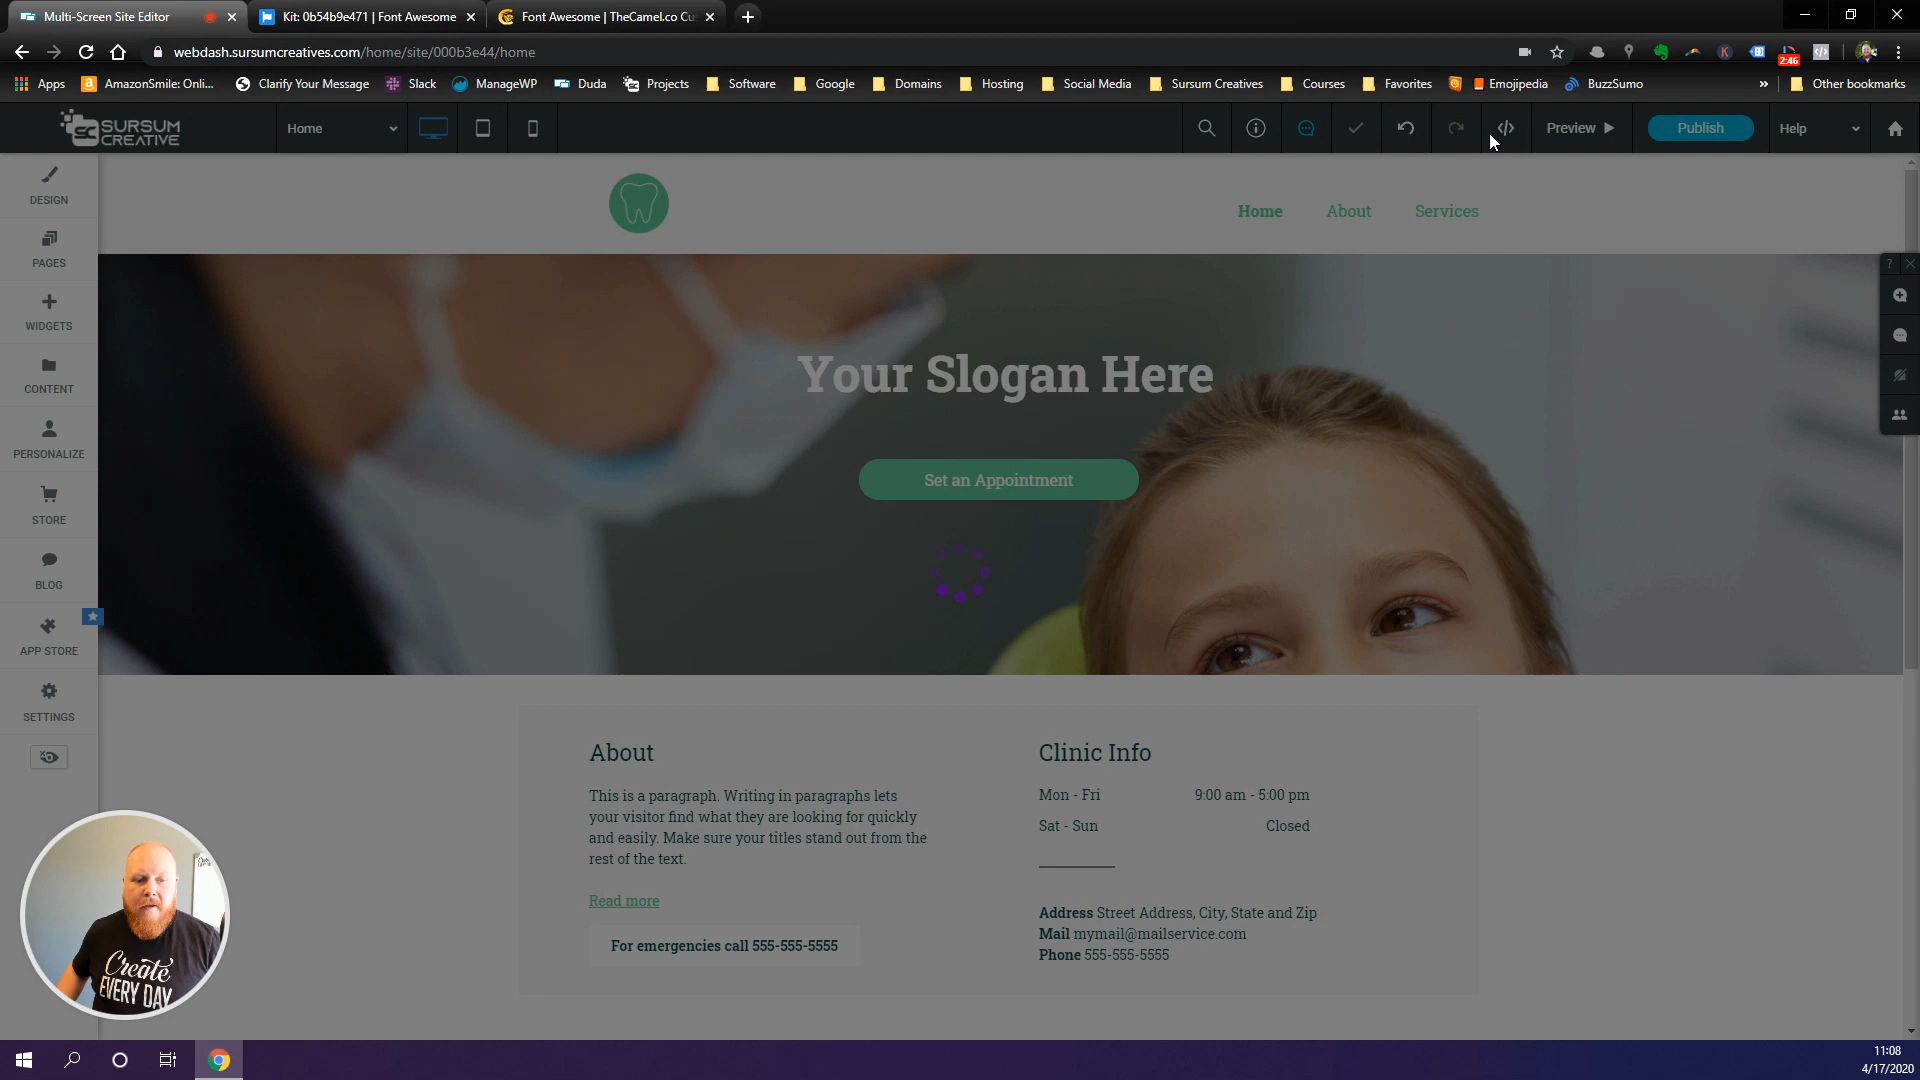 Multi-Screen Site Editor
Kit: 0b54b9e471 | Font Awesome
Font Awesome | TheCamel.co Cu
webdash.sursumcreatives.com/home/site/000b3e44/home
2:46
Apps
AmazonSmile: Onli...
Clarify Your Message
Slack
ManageWP
Duda
Projects
Software
Google
Domains
Hosting
Social Media
Sursum Creatives
Courses
Favorites
Emojipedia
BuzzSumo
»
Other bookmarks
SC SURSUM CREATIVE
Home
</>
Preview
Publish
Help
DESIGN
PAGES
WIDGETS
CONTENT
PERSONALIZE
STORE
BLOG
APP STORE
SETTINGS
Home
About
Services
?
Your Slogan Here
Set an Appointment
About
This is a paragraph. Writing in paragraphs lets
your visitor find what they are looking for quickly
and easily. Make sure your titles stand out from the
rest of the text.
Read more
For emergencies call 555-555-5555
Clinic Info
Mon - Fri 9:00 am - 5:00 pm
Sat - Sun Closed
Address Street Address, City, State and Zip
Mail mymail@mailservice.com
Phone 555-555-5555
Create
EVERY DAY
11:08
4/17/2020